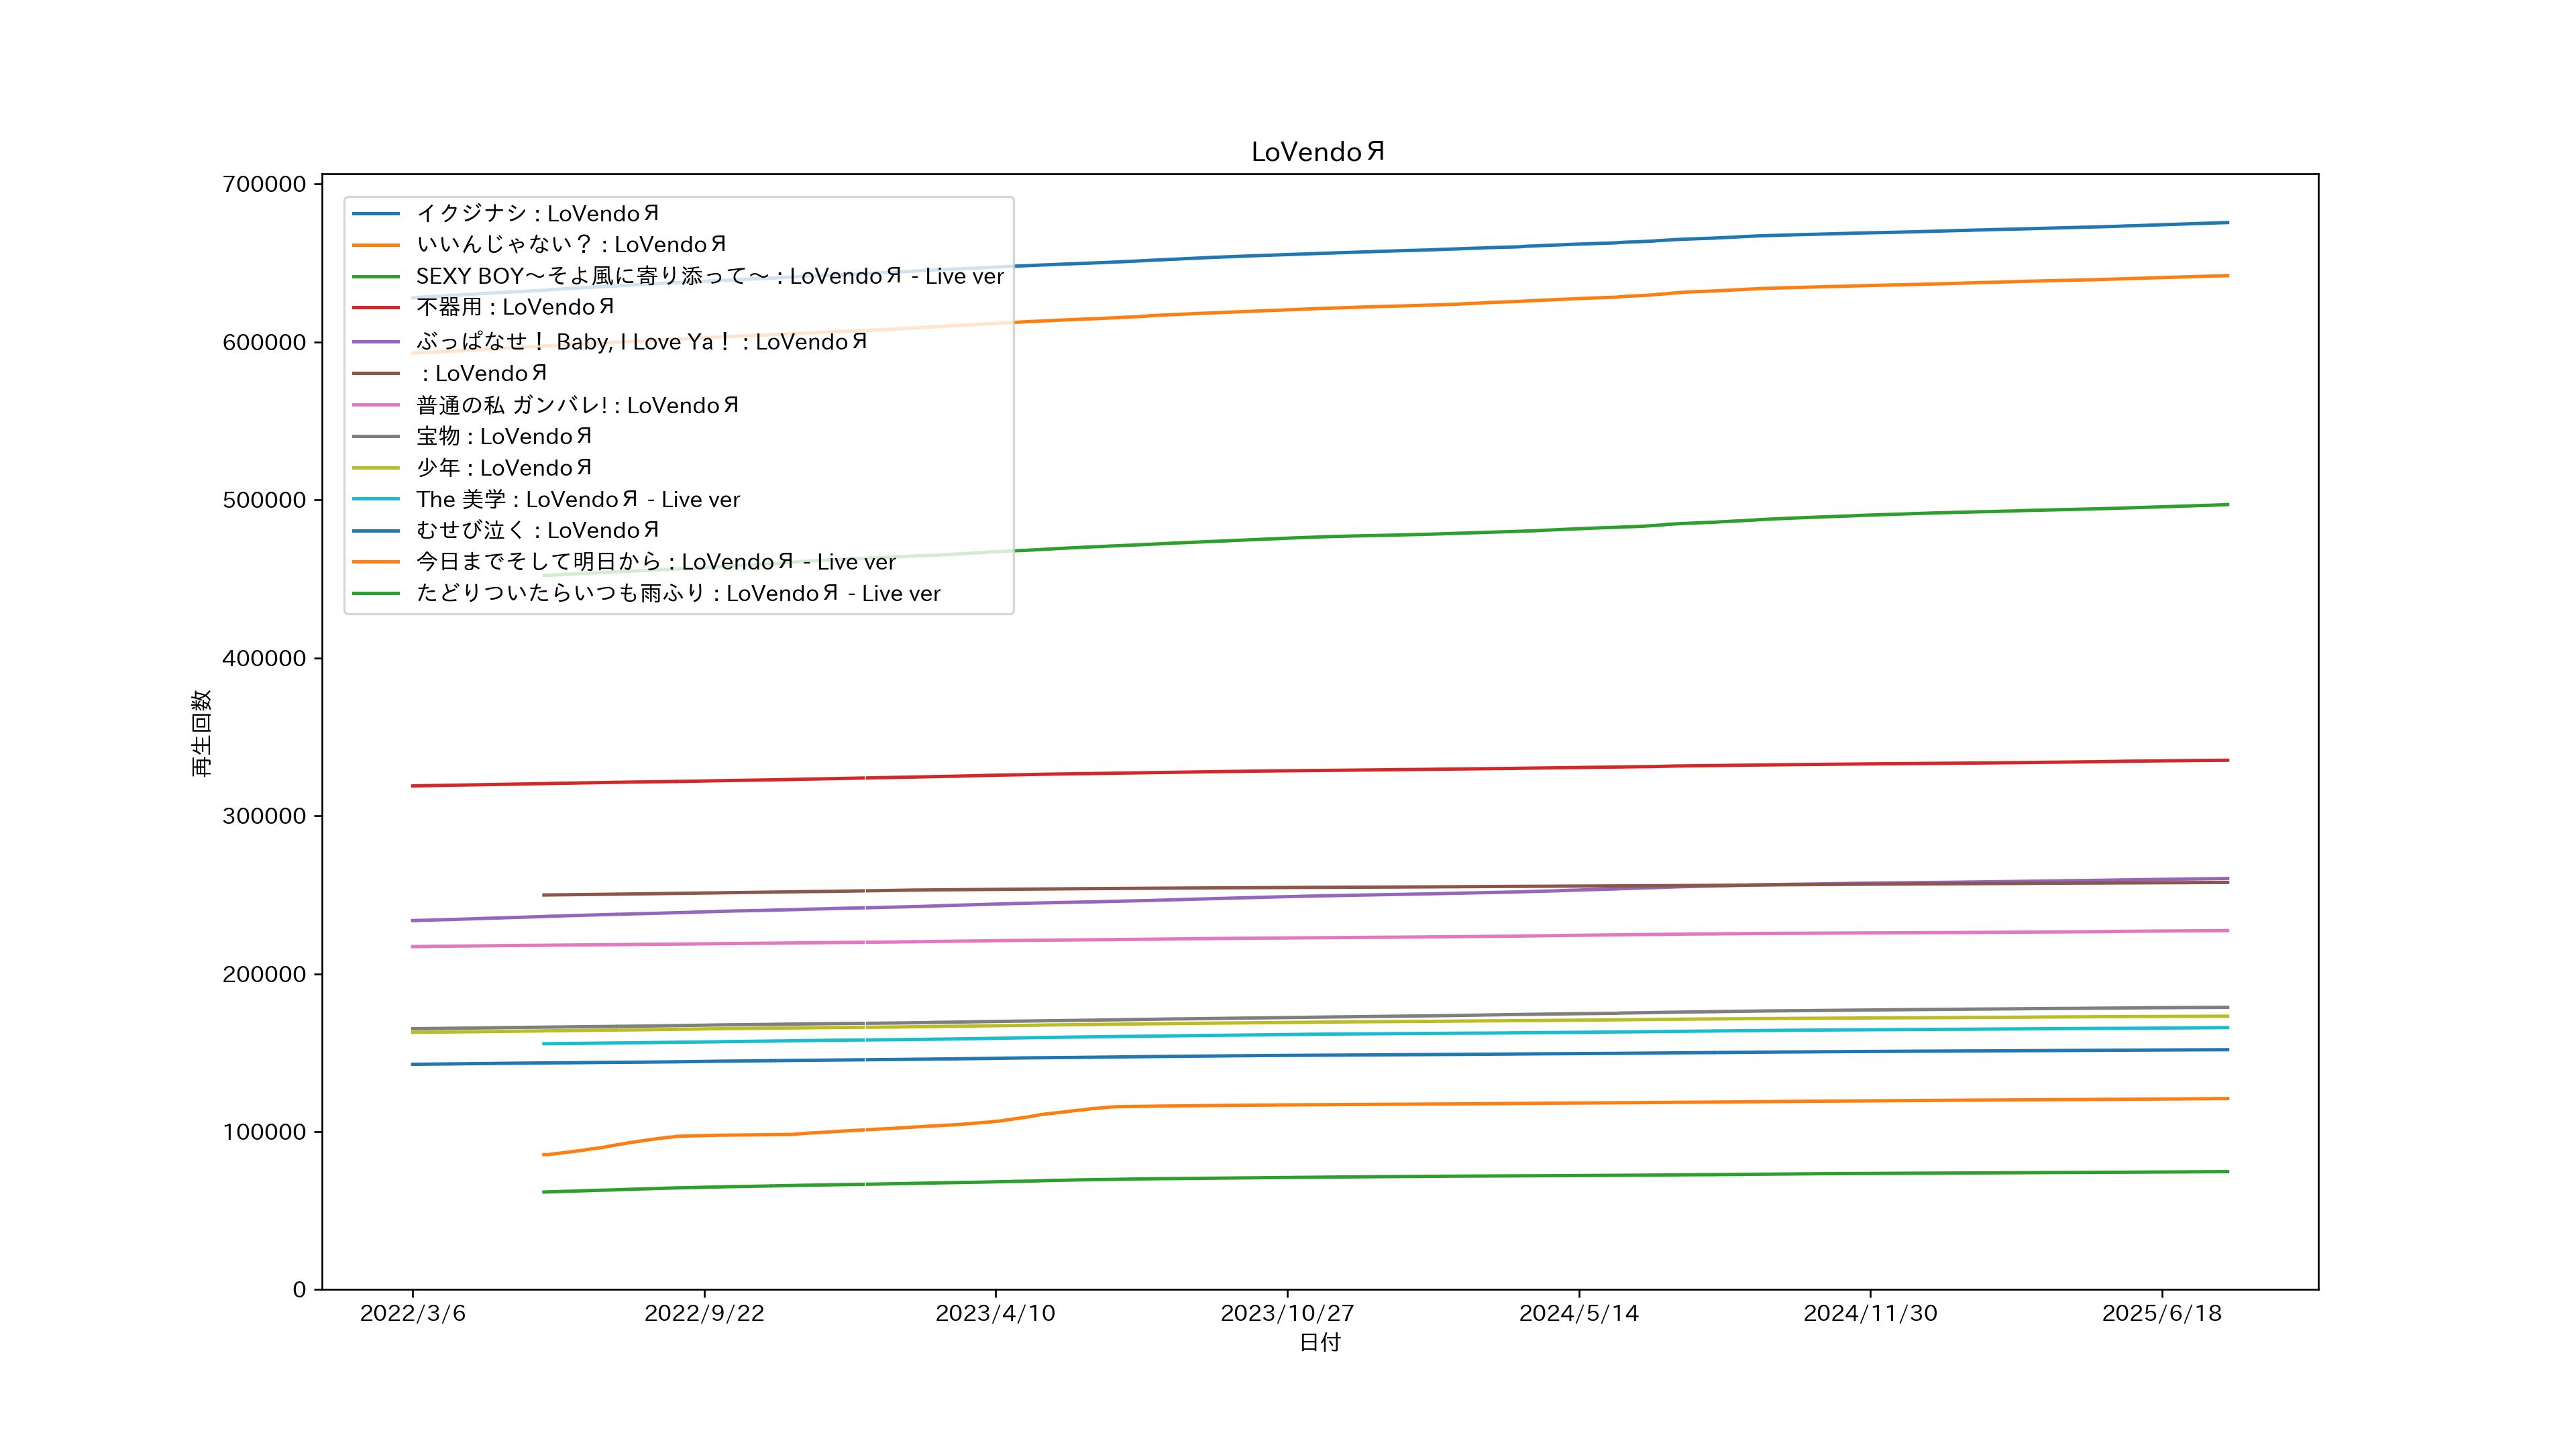 LoVendoЯ
700000
600000
500000
400000
300000
200000
100000
0
再生回数
イクジナシ : LoVendoЯ
いいんじゃない？ : LoVendoЯ
SEXY BOY〜そよ風に寄り添って〜 : LoVendoЯ - Live ver
不器用 : LoVendoЯ
ぶっぱなせ！ Baby, I Love Ya！ : LoVendoЯ
: LoVendoЯ
普通の私 ガンバレ! : LoVendoЯ
宝物 : LoVendoЯ
少年 : LoVendoЯ
The 美学 : LoVendoЯ - Live ver
むせび泣く : LoVendoЯ
今日までそして明日から : LoVendoЯ - Live ver
たどりついたらいつも雨ふり : LoVendoЯ - Live ver
2022/3/6 2022/9/22 2023/4/10 2023/10/27 2024/5/14 2024/11/30 2025/6/18
日付